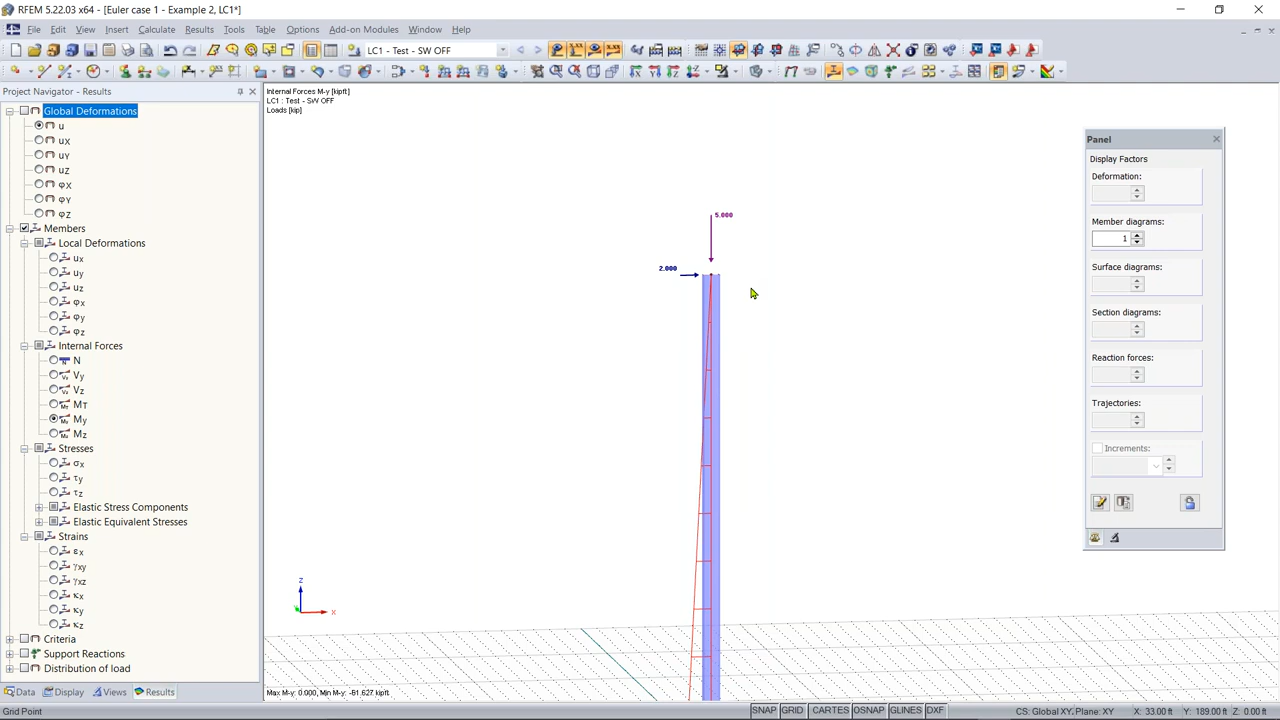 RFEM 5.22.03 x64 - [Euler case 1 - Example 2, LC1*]
File Edit View Insert Calculate Results Tools Table Options Add-on Modules Window Help
LC1 - Test - SW OFF
Project Navigator - Results
Global Deformations
u
uX
uY
uZ
φX
φY
φZ
Members
Local Deformations
ux
uy
uz
φx
φy
φz
Internal Forces
N
Vy
Vz
MT
My
Mz
Stresses
σx
τy
τz
Elastic Stress Components
Elastic Equivalent Stresses
Strains
εx
γxy
γxz
κx
κy
κz
Criteria
Support Reactions
Distribution of load
Data Display Views Results
Internal Forces M-y [kipft]
LC1 : Test - SW OFF
Loads [kip]
5.000
2.000
Z
X
Max M-y: 0.000, Min M-y: -61.627 kipft
Panel
Display Factors
Deformation:
Member diagrams:
1
Surface diagrams:
Section diagrams:
Reaction forces:
Trajectories:
Increments:
Grid Point
SNAP GRID CARTES OSNAP GLINES DXF
CS: Global XY, Plane: XY
X: 33.00 ft Y: 189.00 ft Z: 0.00 ft